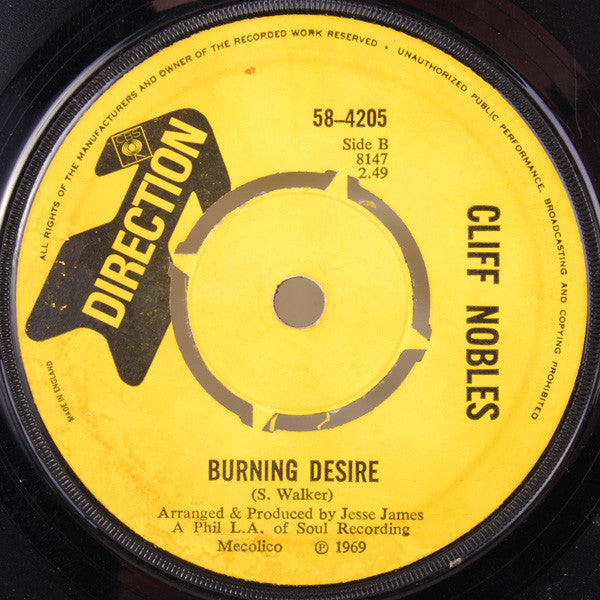 ALL RIGHTS OF THE MANUFACTURERS AND OWNER OF THE RECORDED WORK RESERVED • UNAUTHORIZED PUBLIC PERFORMANCE, BROADCASTING AND COPYING PROHIBITED
CBS
DIRECTION
58–4205
Side B
8147
2.49
CLIFF NOBLES
MADE IN ENGLAND
BURNING DESIRE
(S. Walker)
Arranged & Produced by Jesse James
A Phil L.A. of Soul Recording
Mecolico ℗ 1969